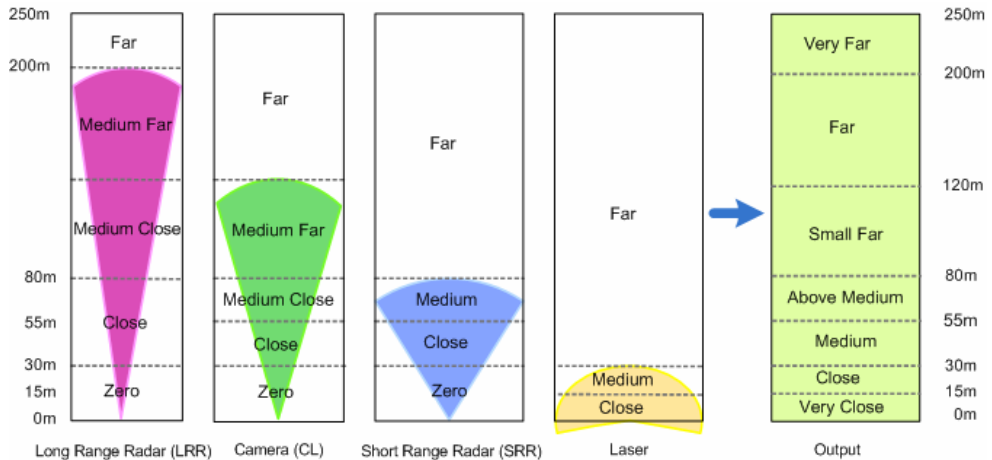 250m
200m
80m
55m
30m
15m
0m
Far
Medium Far
Medium Close
Close
Zero
Long Range Radar (LRR)
Far
Medium Far
Medium Close
Close
Camera (CL)
Far
Medium
Close
Zero
Short Range Radar (SRR)
Far
Medium
Close
Laser
Very Far
Far
Small Far
Above Medium
Medium
Close
Very Close
Output
250m
200m
120m
80m
55m
30m
15m
0m